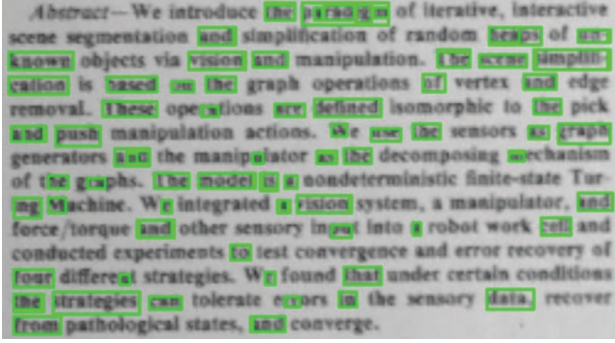 Abstract—We introduce the paradigm of iterative, interactive
scene segmentation and simplification of random heaps of un-
known objects via vision and manipulation. The scene simplifi-
cation is based on the graph operations of vertex and edge
removal. These operations are defined isomorphic to the pick
and push manipulation actions. We use the sensors as graph
generators and the manipulator as the decomposing mechanism
of the graphs. The model is a nondeterministic finite-state Tur-
ing Machine. We integrated a vision system, a manipulator, and
force/torque and other sensory input into a robot work cell and
conducted experiments to test convergence and error recovery of
four different strategies. We found that under certain conditions
the strategies can tolerate errors in the sensory data, recover
from pathological states, and converge.